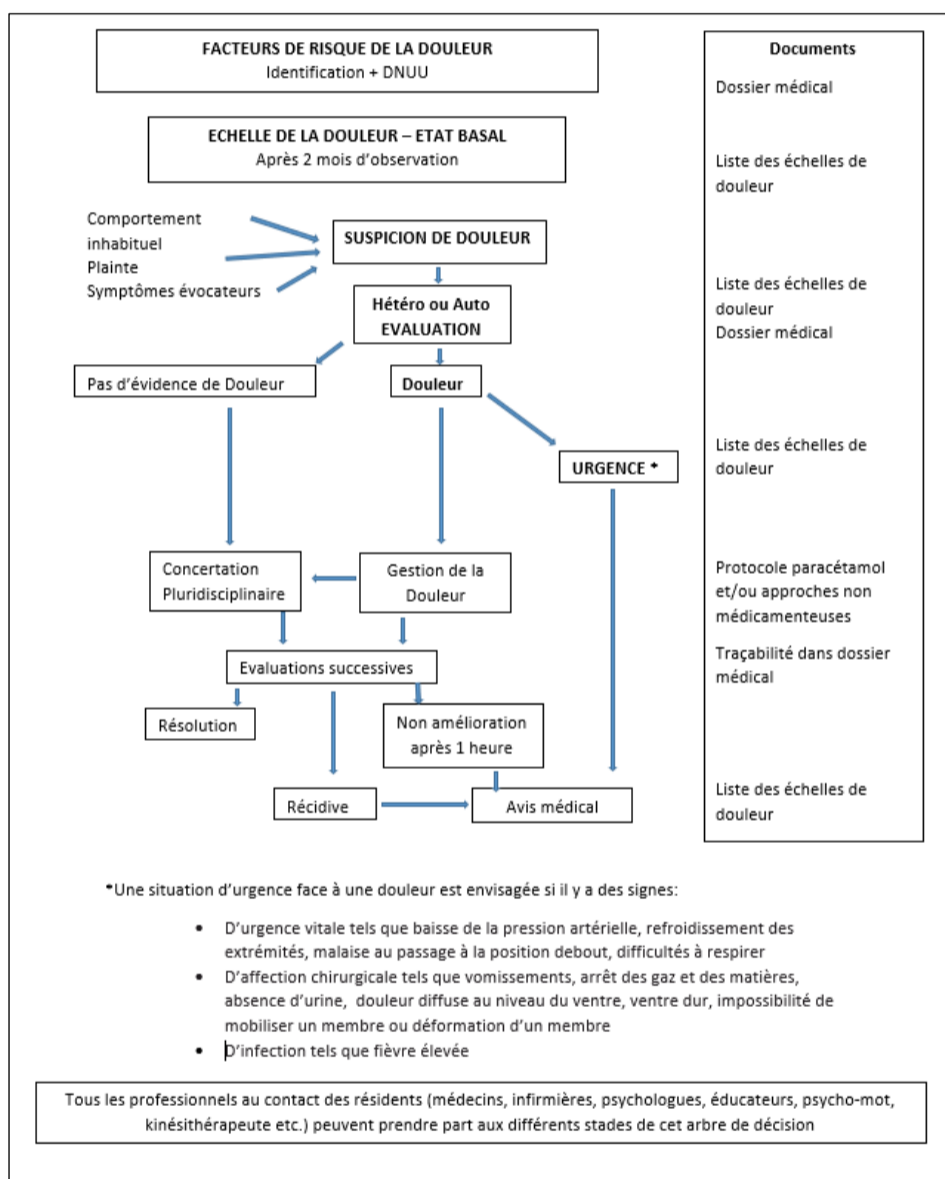 FACTEURS DE RISQUE DE LA DOULEUR
Identification + DNUU
ECHELLE DE LA DOULEUR – ETAT BASAL
Après 2 mois d'observation
Comportement
inhabituel
Plainte
Symptômes évocateurs
SUSPICION DE DOULEUR
Hétéro ou Auto
EVALUATION
Pas d'évidence de Douleur
Douleur
URGENCE *
Concertation
Pluridisciplinaire
Gestion de la
Douleur
Evaluations successives
Résolution
Non amélioration
après 1 heure
Récidive
Avis médical
Documents
Dossier médical
Liste des échelles de
douleur
Liste des échelles de
douleur
Dossier médical
Liste des échelles de
douleur
Protocole paracétamol
et/ou approches non
médicamenteuses
Traçabilité dans dossier
médical
Liste des échelles de
douleur
*Une situation d'urgence face à une douleur est envisagée si il y a des signes:
• D'urgence vitale tels que baisse de la pression artérielle, refroidissement des
extrémités, malaise au passage à la position debout, difficultés à respirer
• D'affection chirurgicale tels que vomissements, arrêt des gaz et des matières,
absence d'urine, douleur diffuse au niveau du ventre, ventre dur, impossibilité de
mobiliser un membre ou déformation d'un membre
• D'infection tels que fièvre élevée
Tous les professionnels au contact des résidents (médecins, infirmières, psychologues, éducateurs, psycho-mot,
kinésithérapeute etc.) peuvent prendre part aux différents stades de cet arbre de décision